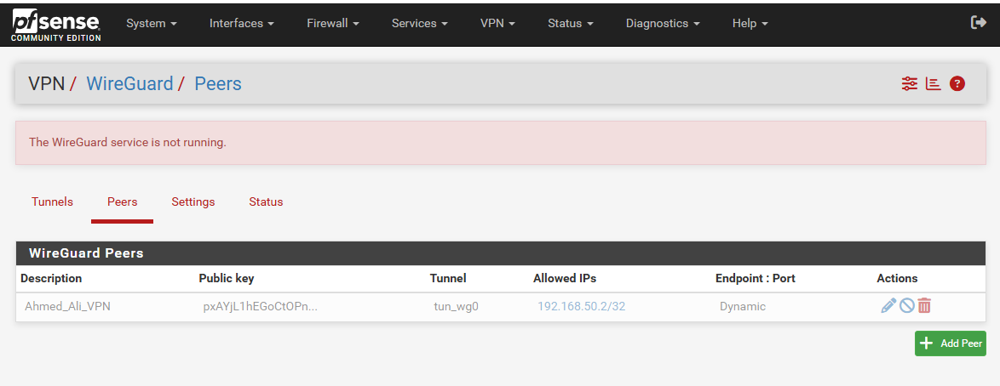 pfsense
COMMUNITY EDITION
System
Interfaces
Firewall
Services
VPN
Status
Diagnostics
Help
VPN / WireGuard / Peers
?
The WireGuard service is not running.
Tunnels
Peers
Settings
Status
WireGuard Peers
Description Public key Tunnel Allowed IPs Endpoint : Port Actions
Ahmed_Ali_VPN pxAYjL1hEGoCtOPn... tun_wg0 192.168.50.2/32 Dynamic
Add Peer